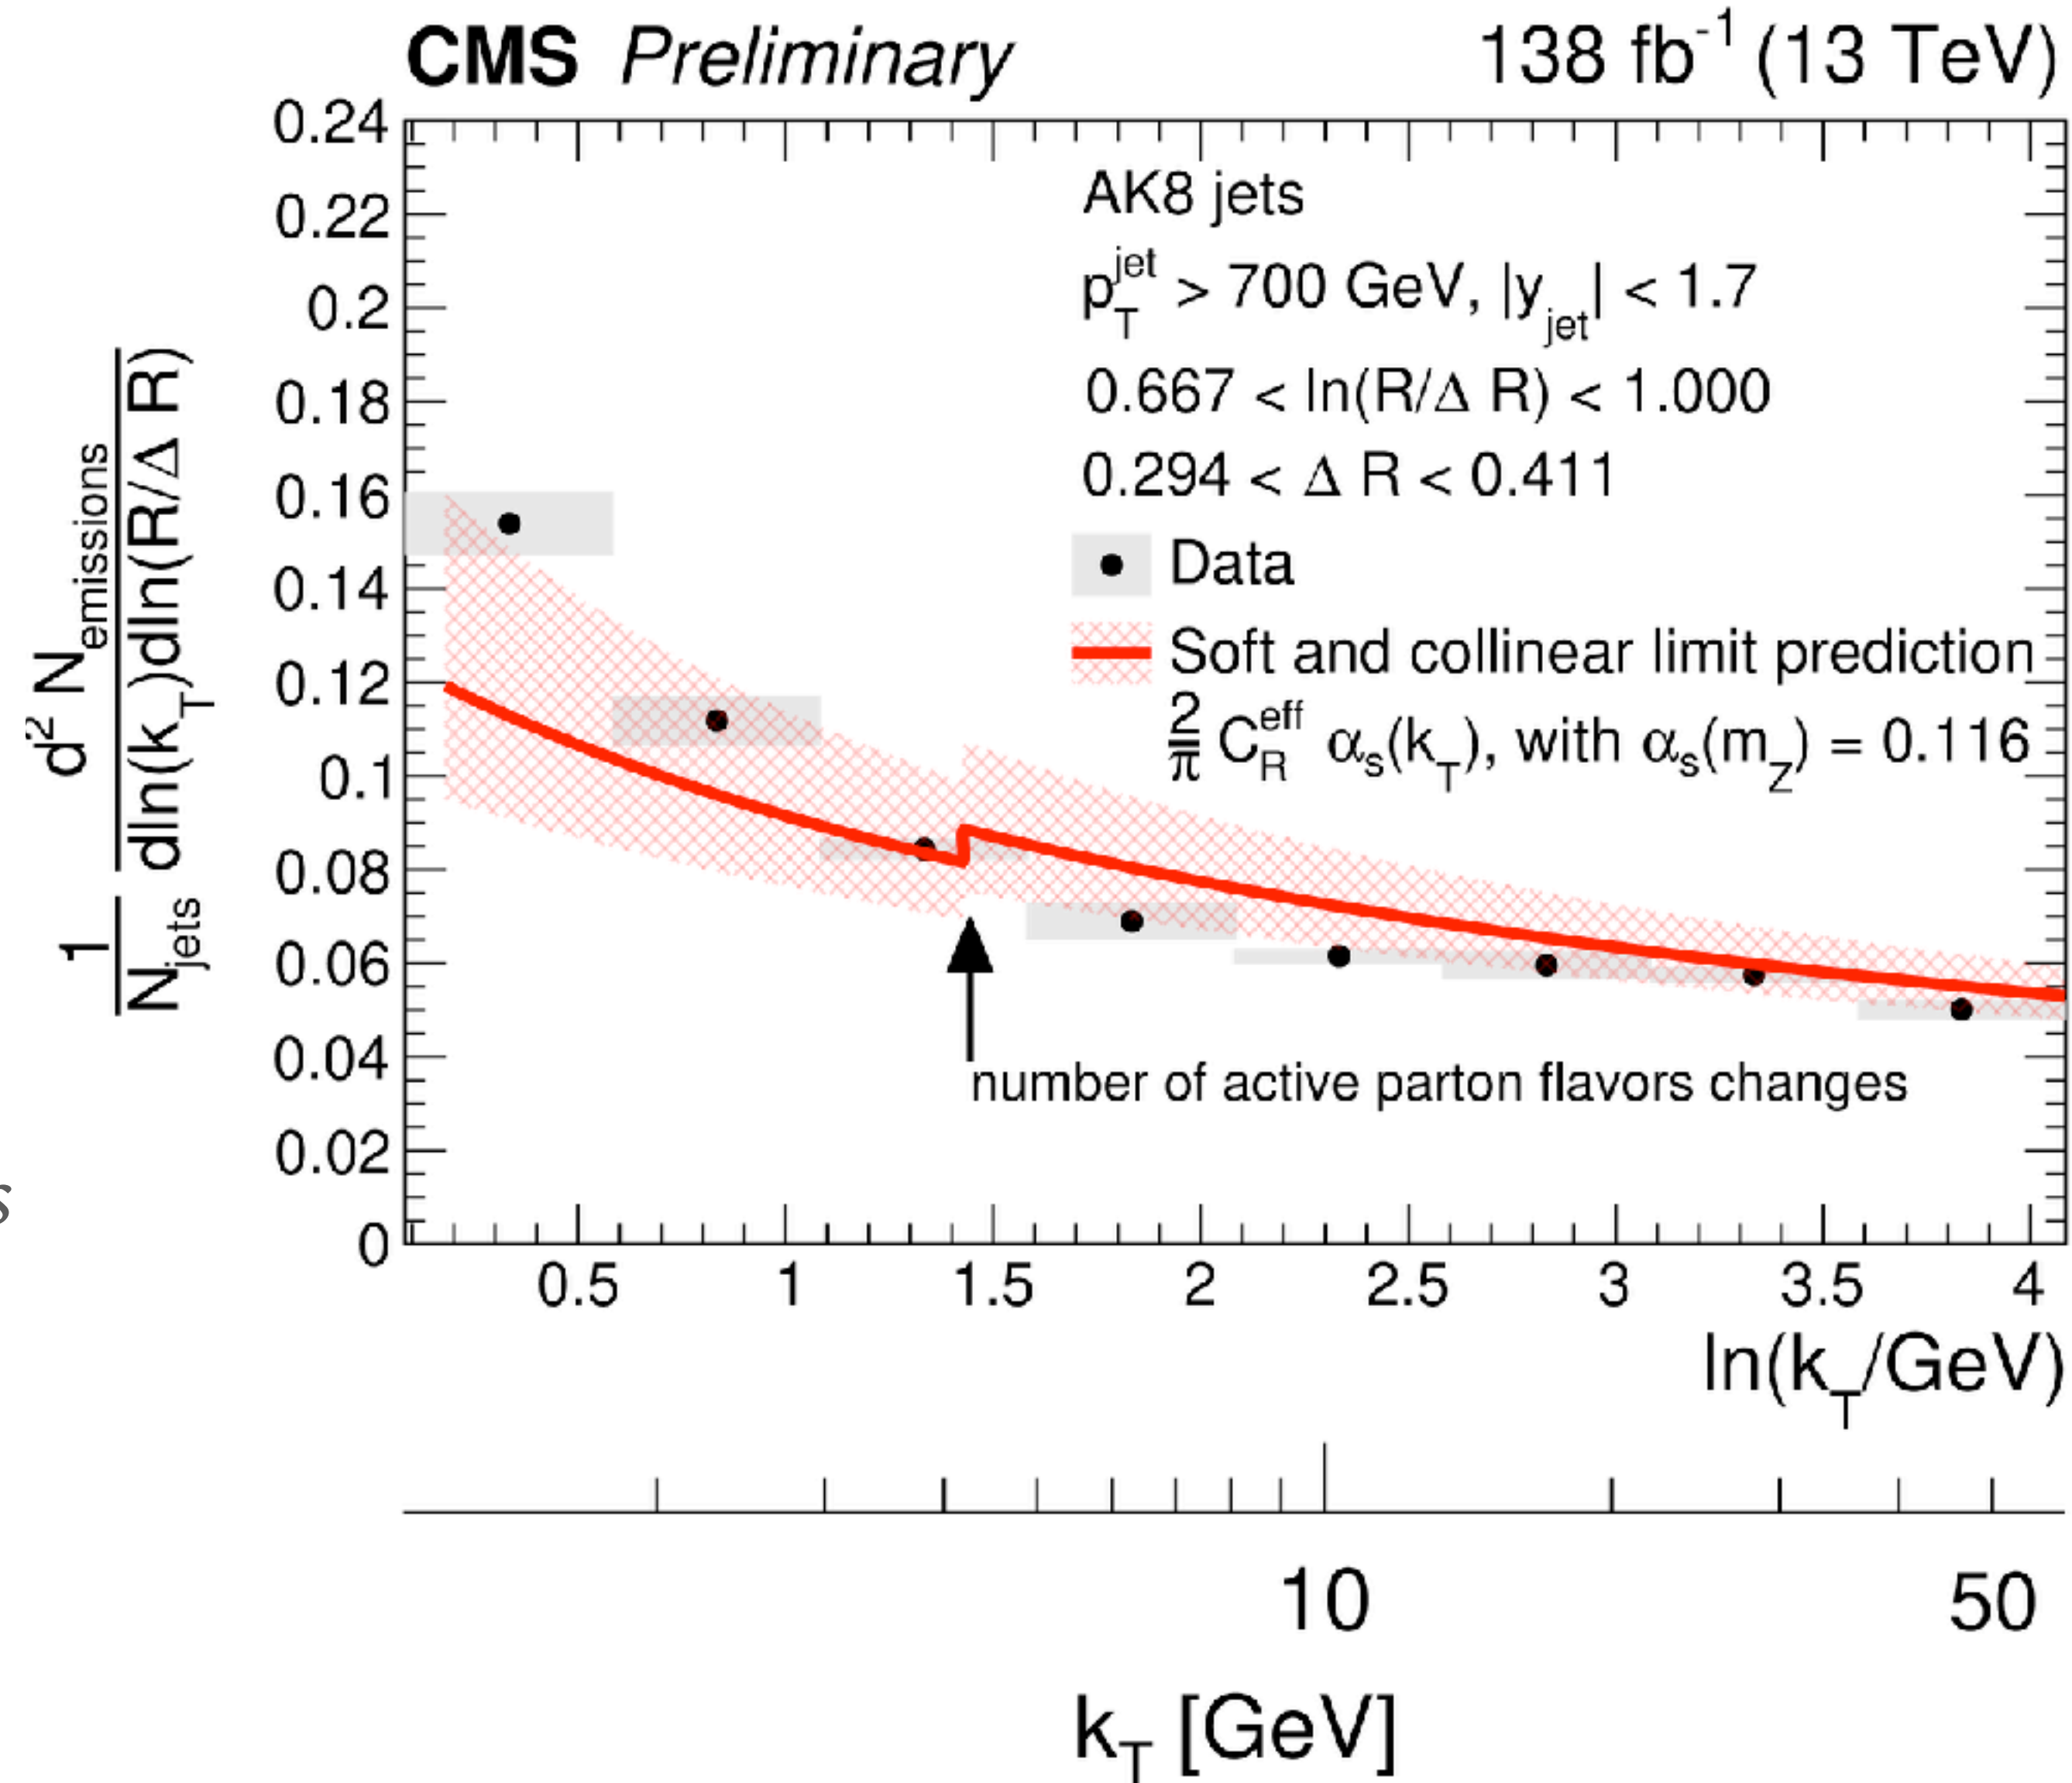 CMS Preliminary 138 fb-1 (13 TeV)
0.24
0.22
0.2
0.18
0.16
0.14
0.12
0.1
0.08
0.06
0.04
0.02
0
1/Njets d2 Nemissions / dln(kT)dln(R/Δ R)
AK8 jets
pTjet > 700 GeV, |yjet| < 1.7
0.667 < ln(R/Δ R) < 1.000
0.294 < Δ R < 0.411
Data
Soft and collinear limit prediction
2/π CReff αs(kT), with αs(mZ) = 0.116
number of active parton flavors changes
s
0.5 1 1.5 2 2.5 3 3.5 4
ln(kT/GeV)
10 50
kT [GeV]